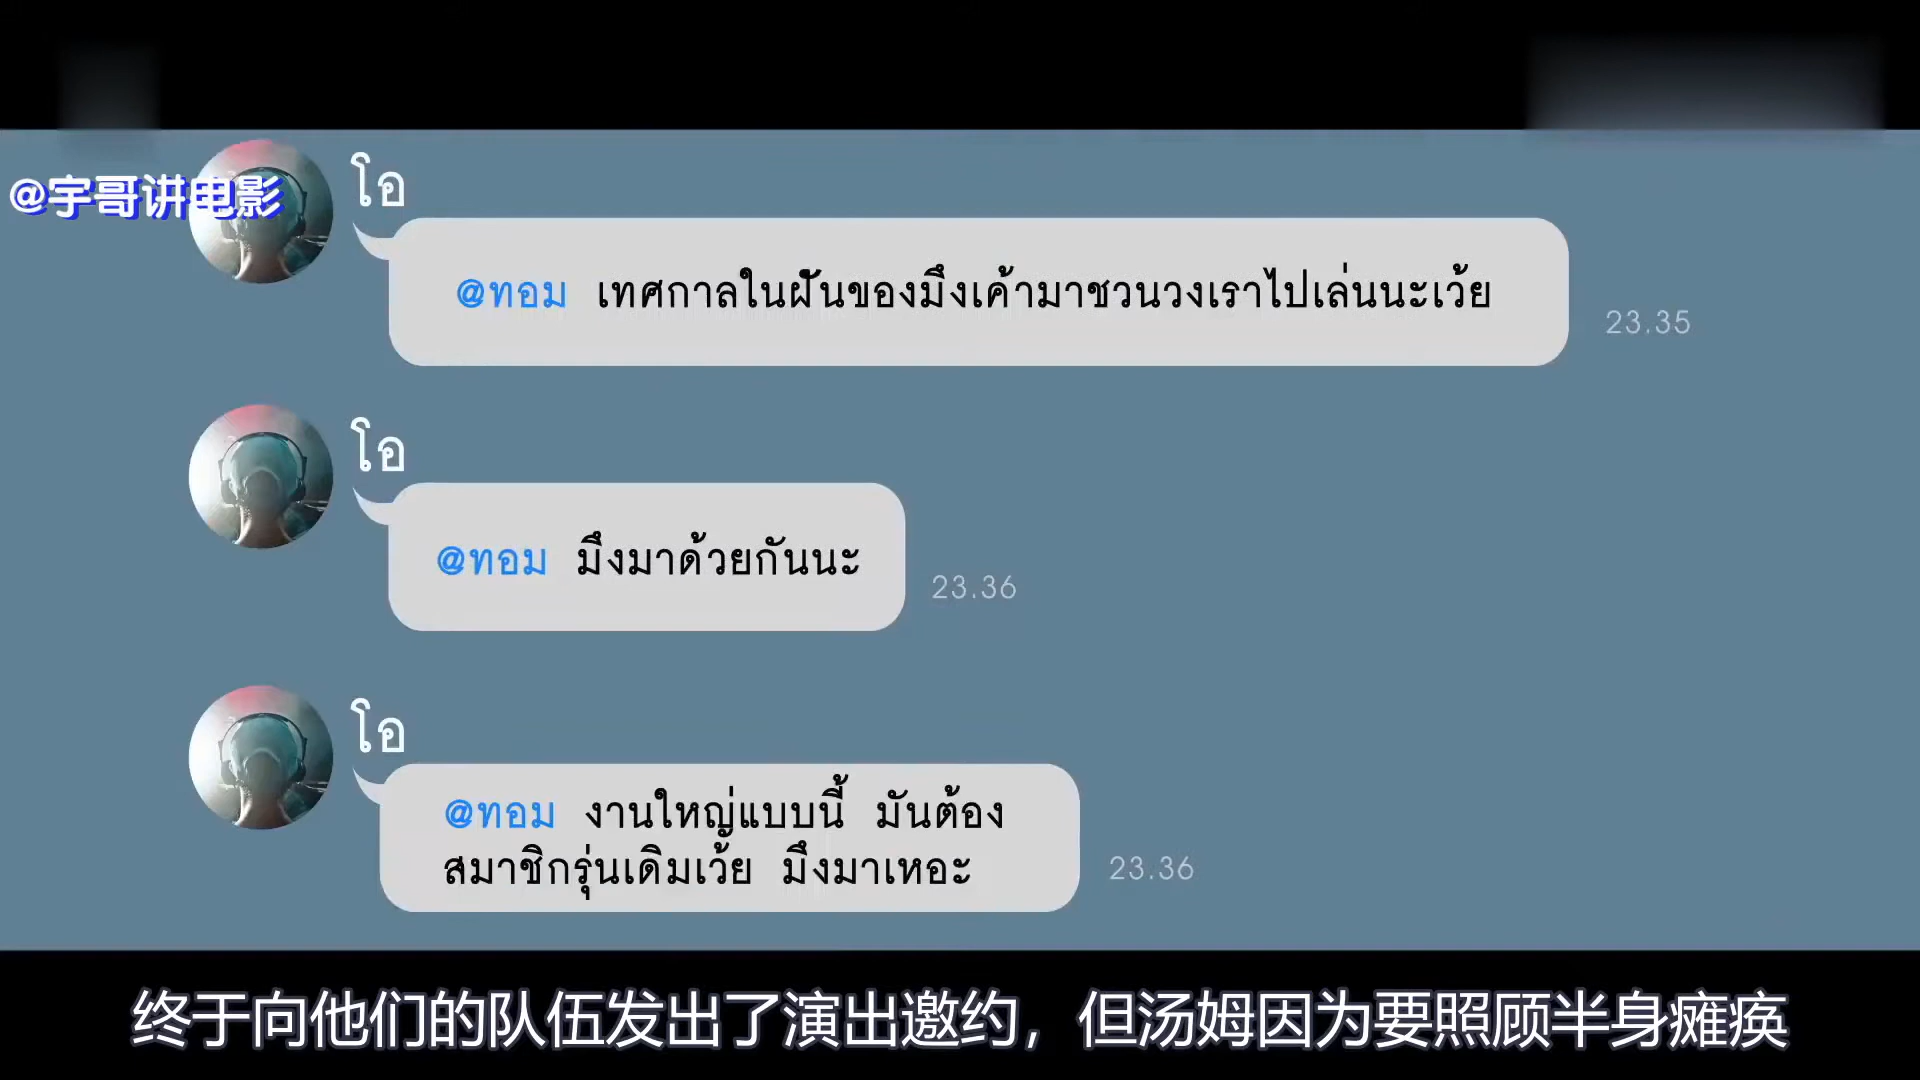 @宇哥讲电影
โอ
@ทอม เทศกาลในฝันของมึงเค้ามาชวนวงเราไปเล่นนะเว้ย
23.35
โอ
@ทอม มึงมาด้วยกันนะ
23.36
โอ
@ทอม งานใหญ่แบบนี้ มันต้อง
สมาชิกรุ่นเดิมเว้ย มึงมาเหอะ
23.36
终于向他们的队伍发出了演出邀约，但汤姆因为要照顾半身瘫痪